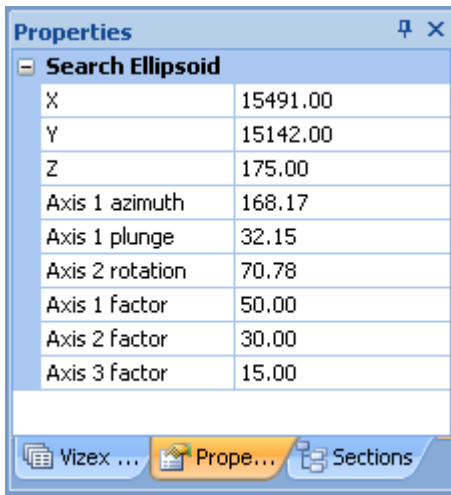 Properties
Search Ellipsoid
X 15491.00
Y 15142.00
Z 175.00
Axis 1 azimuth 168.17
Axis 1 plunge 32.15
Axis 2 rotation 70.78
Axis 1 factor 50.00
Axis 2 factor 30.00
Axis 3 factor 15.00
Vizex ... Prope... Sections